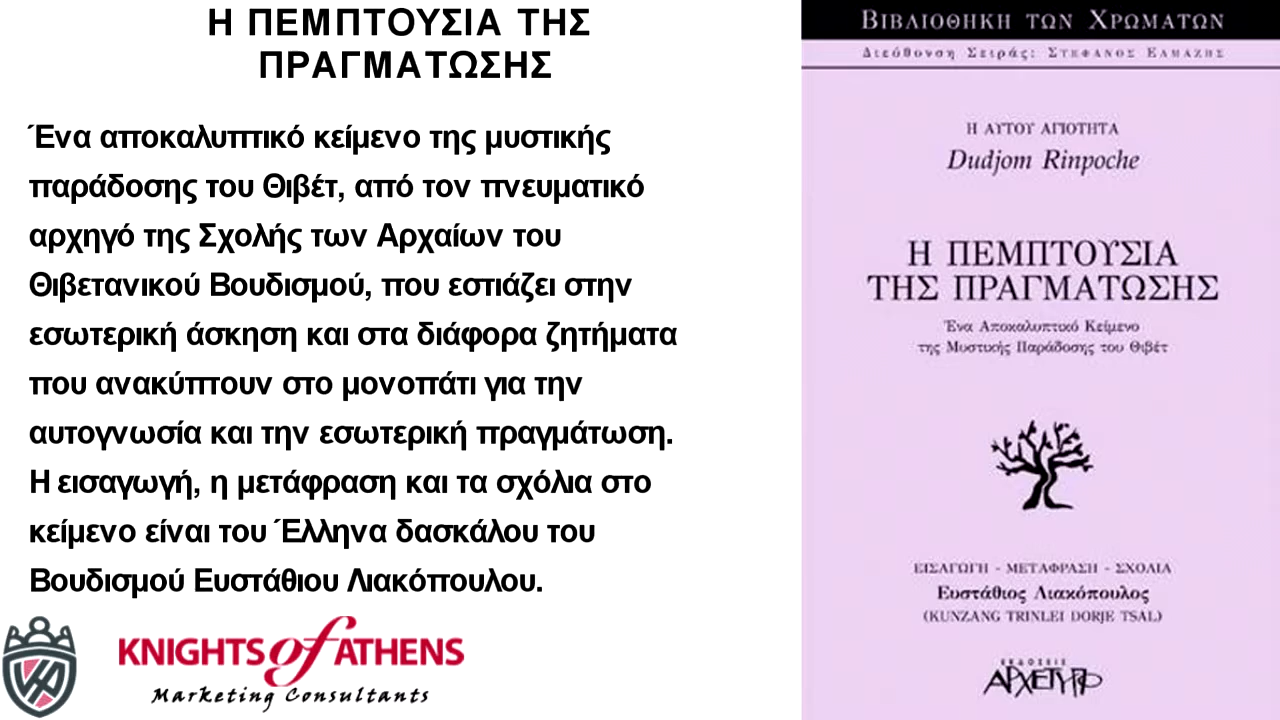 Η ΠΕΜΠΤΟΥΣΙΑ ΤΗΣ
ΠΡΑΓΜΑΤΩΣΗΣ
Ένα αποκαλυπτικό κείμενο της μυστικής
παράδοσης του Θιβέτ, από τον πνευματικό
αρχηγό της Σχολής των Αρχαίων του
Θιβετανικού Βουδισμού, που εστιάζει στην
εσωτερική άσκηση και στα διάφορα ζητήματα
που ανακύπτουν στο μονοπάτι για την
αυτογνωσία και την εσωτερική πραγμάτωση.
Η εισαγωγή, η μετάφραση και τα σχόλια στο
κείμενο είναι του Έλληνα δασκάλου του
Βουδισμού Ευστάθιου Λιακόπουλου.
KNIGHTS of ATHENS
Marketing Consultants
ΒΙΒΛΙΟΘΗΚΗ ΤΩΝ ΧΡΩΜΑΤΩΝ
Διεύθυνση Σειράς: ΣΤΕΦΑΝΟΣ ΕΛΜΑΖΗΣ
Η ΑΥΤΟΥ ΑΓΙΟΤΗΤΑ
Dudjom Rinpoche
Η ΠΕΜΠΤΟΥΣΙΑ
ΤΗΣ ΠΡΑΓΜΑΤΩΣΗΣ
Ένα Αποκαλυπτικό Κείμενο
της Μυστικής Παράδοσης του Θιβέτ
ΕΙΣΑΓΩΓΗ - ΜΕΤΑΦΡΑΣΗ - ΣΧΟΛΙΑ
Ευστάθιος Λιακόπουλος
(KUNZANG TRINLEI DORJE TSAL)
ΕΚΔΟΣΕΙΣ
ΑΡΧΕΤΥΠΟ